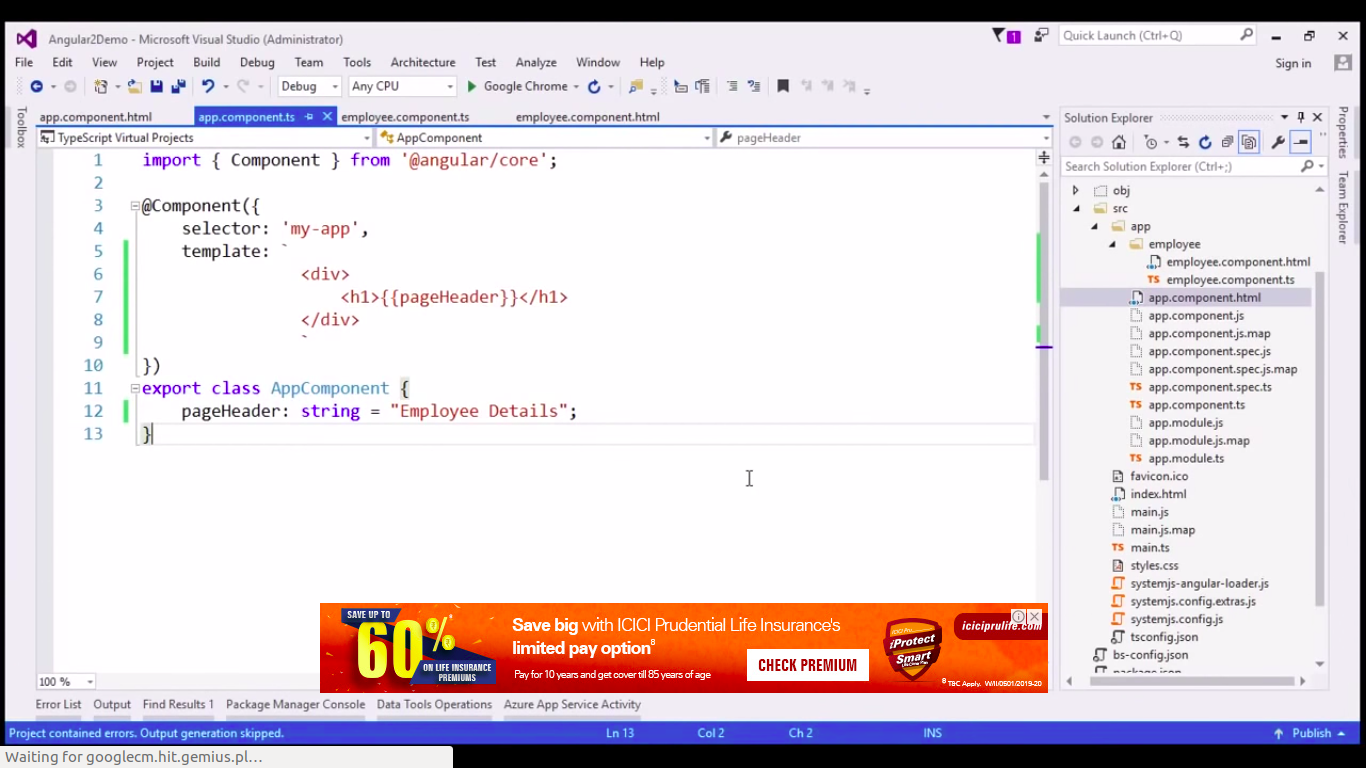 Angular2Demo - Microsoft Visual Studio (Administrator)
1
Quick Launch (Ctrl+Q)
File Edit View Project Build Debug Team Tools Architecture Test Analyze Window Help
Sign in
Debug Any CPU Google Chrome
Toolbox
app.component.html app.component.ts employee.component.ts employee.component.html
TypeScript Virtual Projects AppComponent pageHeader
1 import { Component } from '@angular/core';
2
3 @Component({
4 selector: 'my-app',
5 template: `
6 <div>
7 <h1>{{pageHeader}}</h1>
8 </div>
9 `
10 })
11 export class AppComponent {
12 pageHeader: string = "Employee Details";
13 }
100 %
Solution Explorer
Search Solution Explorer (Ctrl+;)
obj
src
app
employee
employee.component.html
TS employee.component.ts
app.component.html
app.component.js
app.component.js.map
app.component.spec.js
app.component.spec.js.map
TS app.component.spec.ts
TS app.component.ts
app.module.js
app.module.js.map
TS app.module.ts
favicon.ico
index.html
main.js
main.js.map
TS main.ts
styles.css
systemjs-angular-loader.js
systemjs.config.extras.js
systemjs.config.js
tsconfig.json
bs-config.json
package.json
Properties
Team Explorer
SAVE UP TO
60%
ON LIFE INSURANCE
PREMIUMS
Save big with ICICI Prudential Life Insurance's
limited pay option8
Pay for 10 years and get cover till 85 years of age
CHECK PREMIUM
ICICI Pru
iProtect
Smart
iciciprulife.com
8 T&C Apply. W/II/0501/2019-20
Error List Output Find Results 1 Package Manager Console Data Tools Operations Azure App Service Activity
Project contained errors. Output generation skipped. Ln 13 Col 2 Ch 2 INS Publish
Waiting for googlecm.hit.gemius.pl...